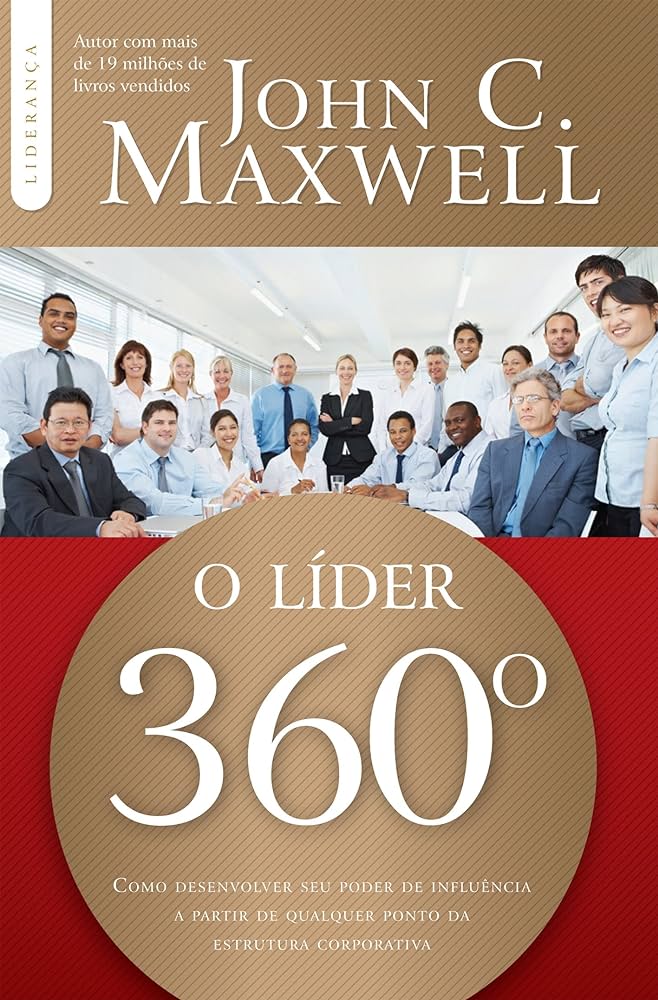 LIDERANÇA
Autor com mais
de 19 milhões de
livros vendidos
JOHN C.
MAXWELL
O LÍDER
360º
COMO DESENVOLVER SEU PODER DE INFLUÊNCIA
A PARTIR DE QUALQUER PONTO DA
ESTRUTURA CORPORATIVA